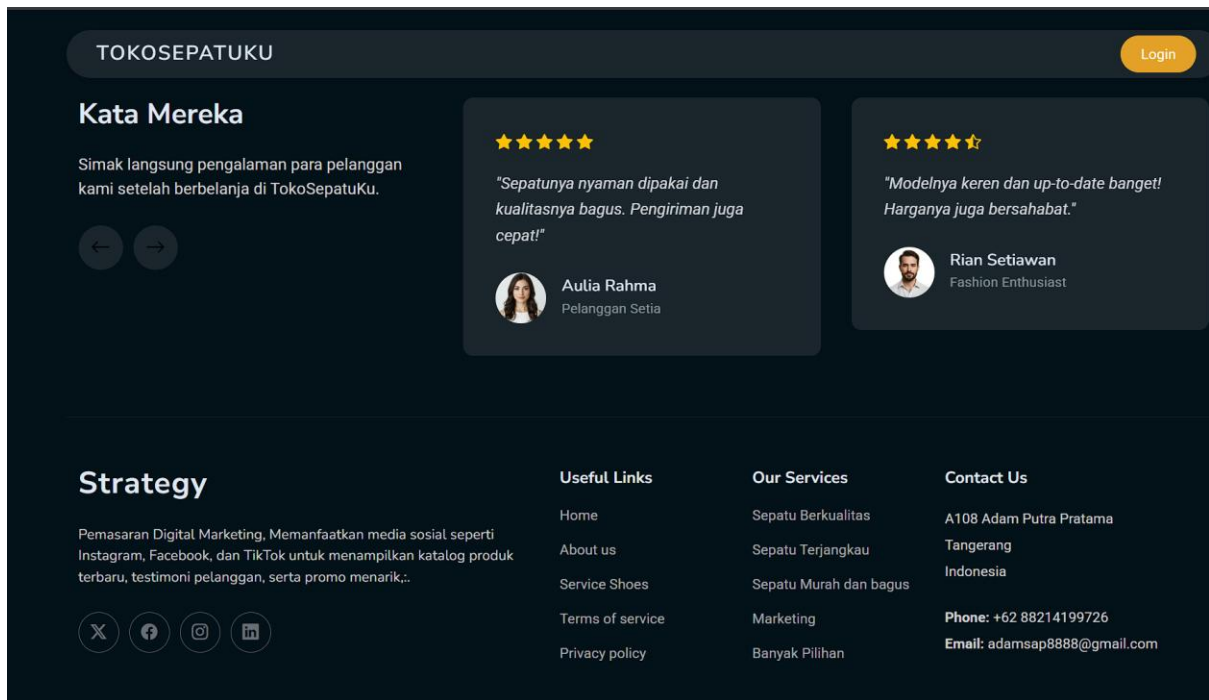 TOKOSEPATUKU
Login
Kata Mereka
Simak langsung pengalaman para pelanggan
kami setelah berbelanja di TokoSepatuKu.
"Sepatunya nyaman dipakai dan
kualitasnya bagus. Pengiriman juga
cepat!"
Aulia Rahma
Pelanggan Setia
"Modelnya keren dan up-to-date banget!
Harganya juga bersahabat."
Rian Setiawan
Fashion Enthusiast
Strategy
Pemasaran Digital Marketing, Memanfaatkan media sosial seperti
Instagram, Facebook, dan TikTok untuk menampilkan katalog produk
terbaru, testimoni pelanggan, serta promo menarik,:.
Useful Links
Home
About us
Service Shoes
Terms of service
Privacy policy
Our Services
Sepatu Berkualitas
Sepatu Terjangkau
Sepatu Murah dan bagus
Marketing
Banyak Pilihan
Contact Us
A108 Adam Putra Pratama
Tangerang
Indonesia
Phone: +62 88214199726
Email: adamsap8888@gmail.com